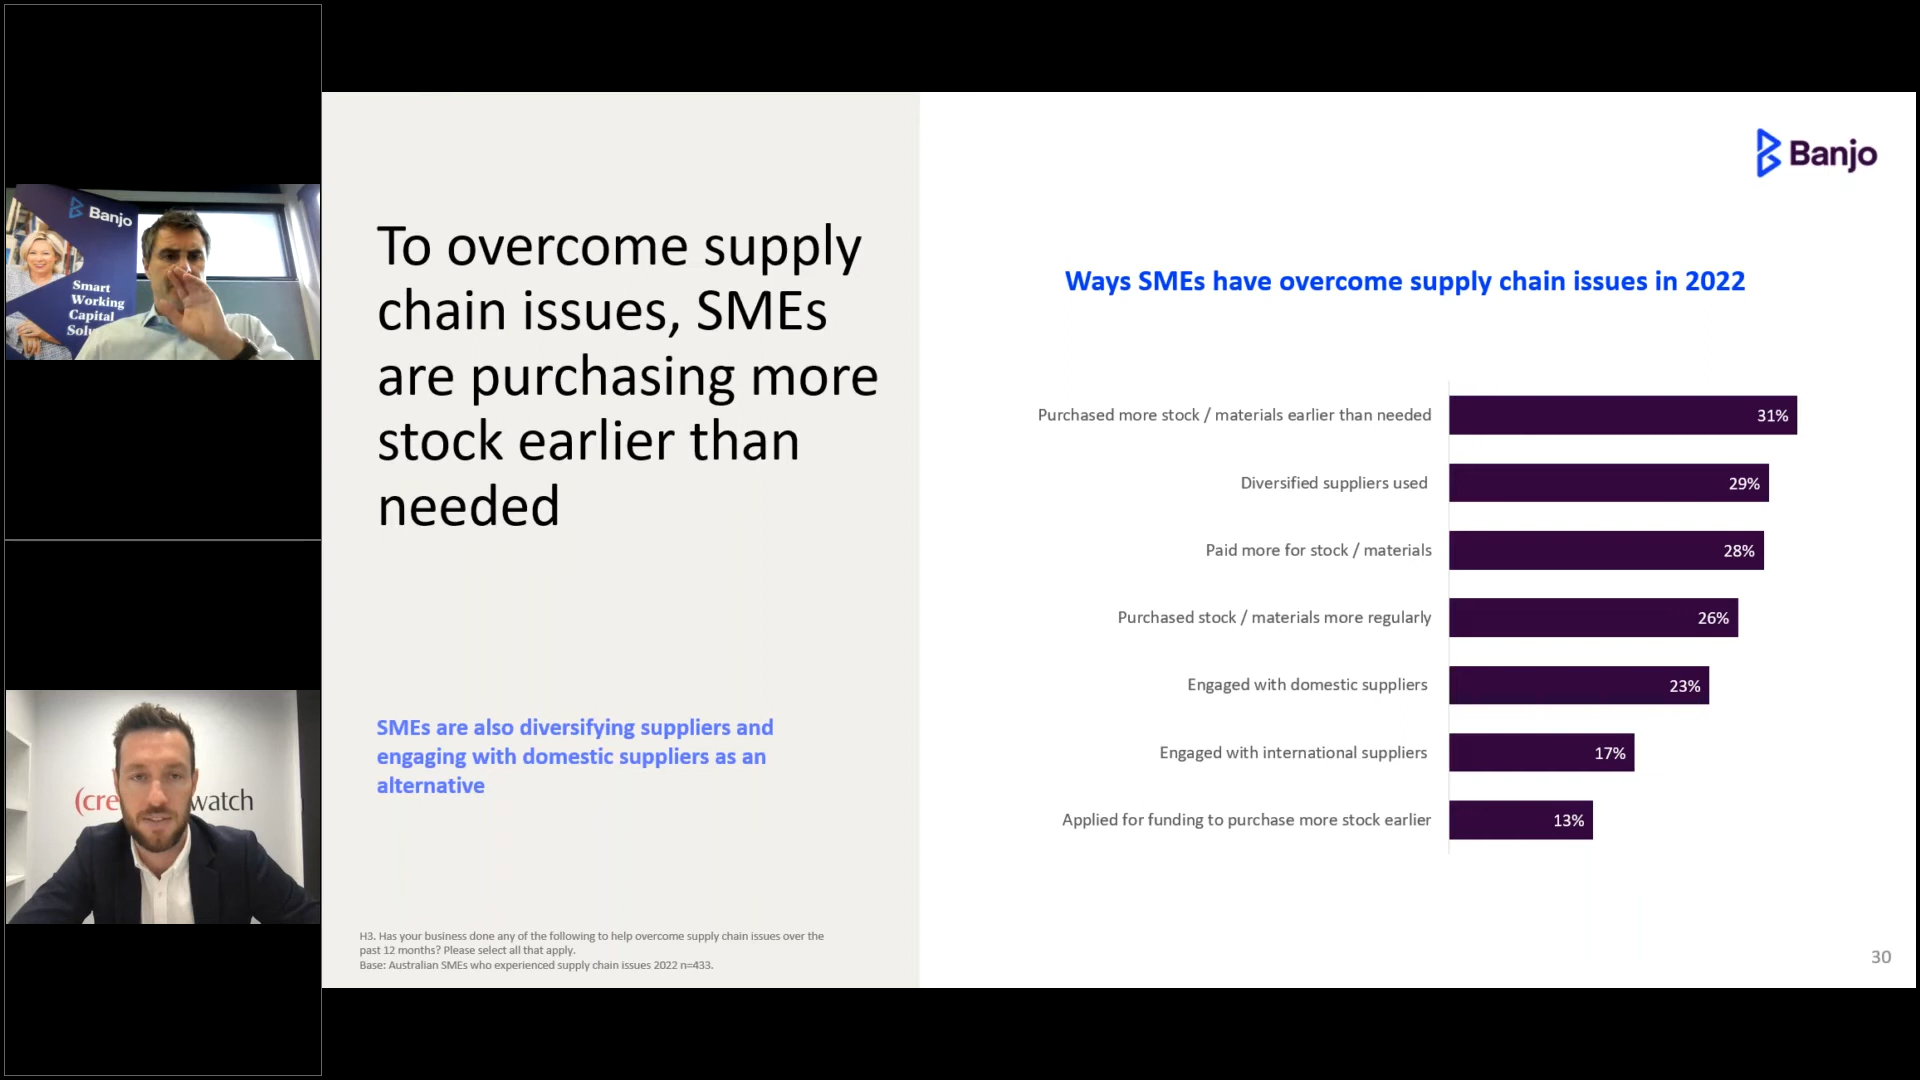 Banjo
Smart
Working
Capital
(cre
watch
To overcome supply
chain issues, SMEs
are purchasing more
stock earlier than
needed
SMEs are also diversifying suppliers and
engaging with domestic suppliers as an
alternative
H3. Has your business done any of the following to help overcome supply chain issues over the
past 12 months? Please select all that apply.
Base: Australian SMEs who experienced supply chain issues 2022 n=433.
Banjo
Ways SMEs have overcome supply chain issues in 2022
Purchased more stock / materials earlier than needed 31%
Diversified suppliers used 29%
Paid more for stock / materials 28%
Purchased stock / materials more regularly 26%
Engaged with domestic suppliers 23%
Engaged with international suppliers 17%
Applied for funding to purchase more stock earlier 13%
30